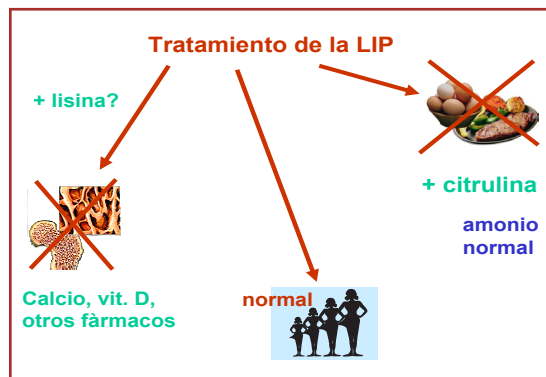 Tratamiento de la LIP
+ lisina?
+ citrulina
amonio
normal
Calcio, vit. D,
otros fàrmacos
normal